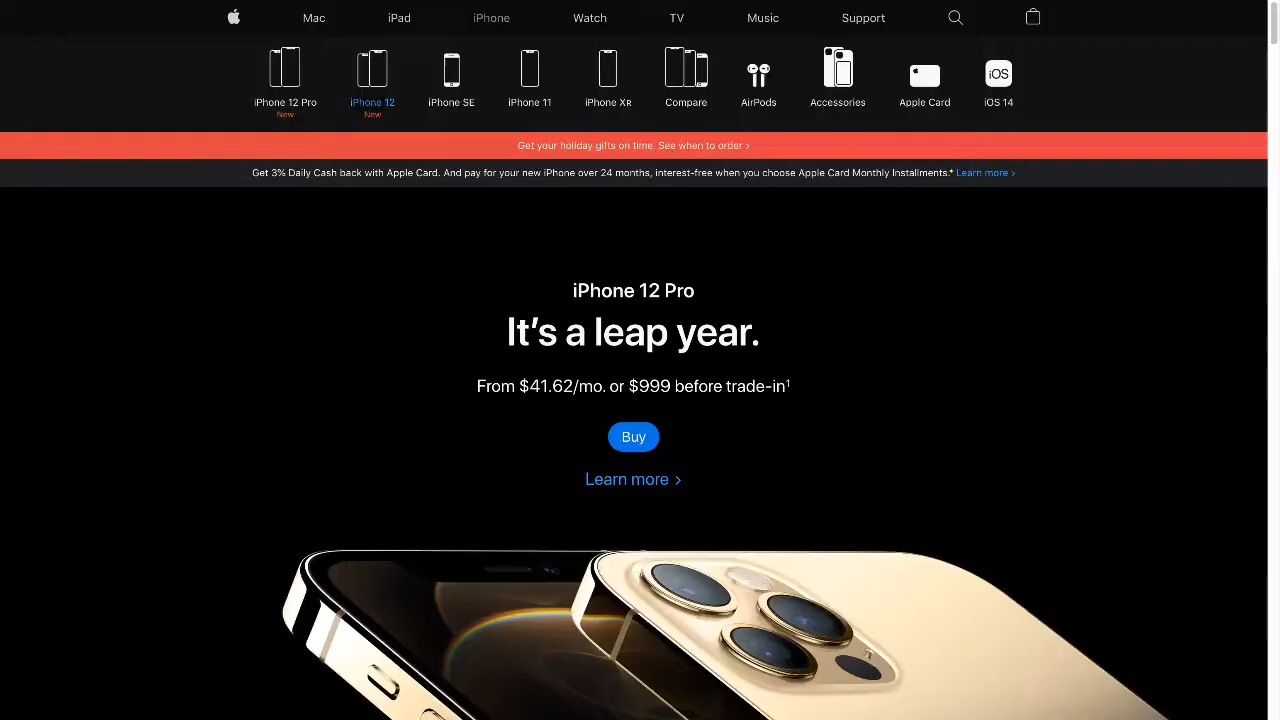 Mac iPad iPhone Watch TV Music Support
iPhone 12 Pro iPhone 12 iPhone SE iPhone 11 iPhone XR Compare AirPods Accessories Apple Card iOS iOS 14
New New
Get your holiday gifts on time. See when to order >
Get 3% Daily Cash back with Apple Card. And pay for your new iPhone over 24 months, interest-free when you choose Apple Card Monthly Installments.* Learn more >
iPhone 12 Pro
It's a leap year.
From $41.62/mo. or $999 before trade-in¹
Buy
Learn more >